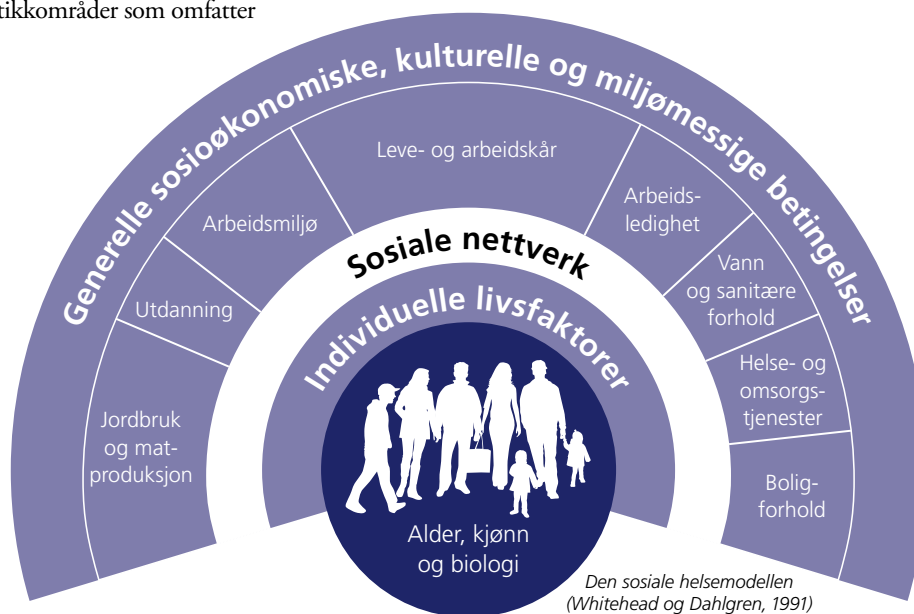 tikkområder som omfatter
Generelle sosioøkonomiske, kulturelle og miljømessige betingelser
Leve- og arbeidskår
Arbeidsmiljø
Utdanning
Jordbruk
og mat-
produksjon
Arbeids-
ledighet
Vann
og sanitære
forhold
Helse- og
omsorgs-
tjenester
Bolig-
forhold
Sosiale nettverk
Individuelle livsfaktorer
Alder, kjønn
og biologi
Den sosiale helsemodellen
(Whitehead og Dahlgren, 1991)